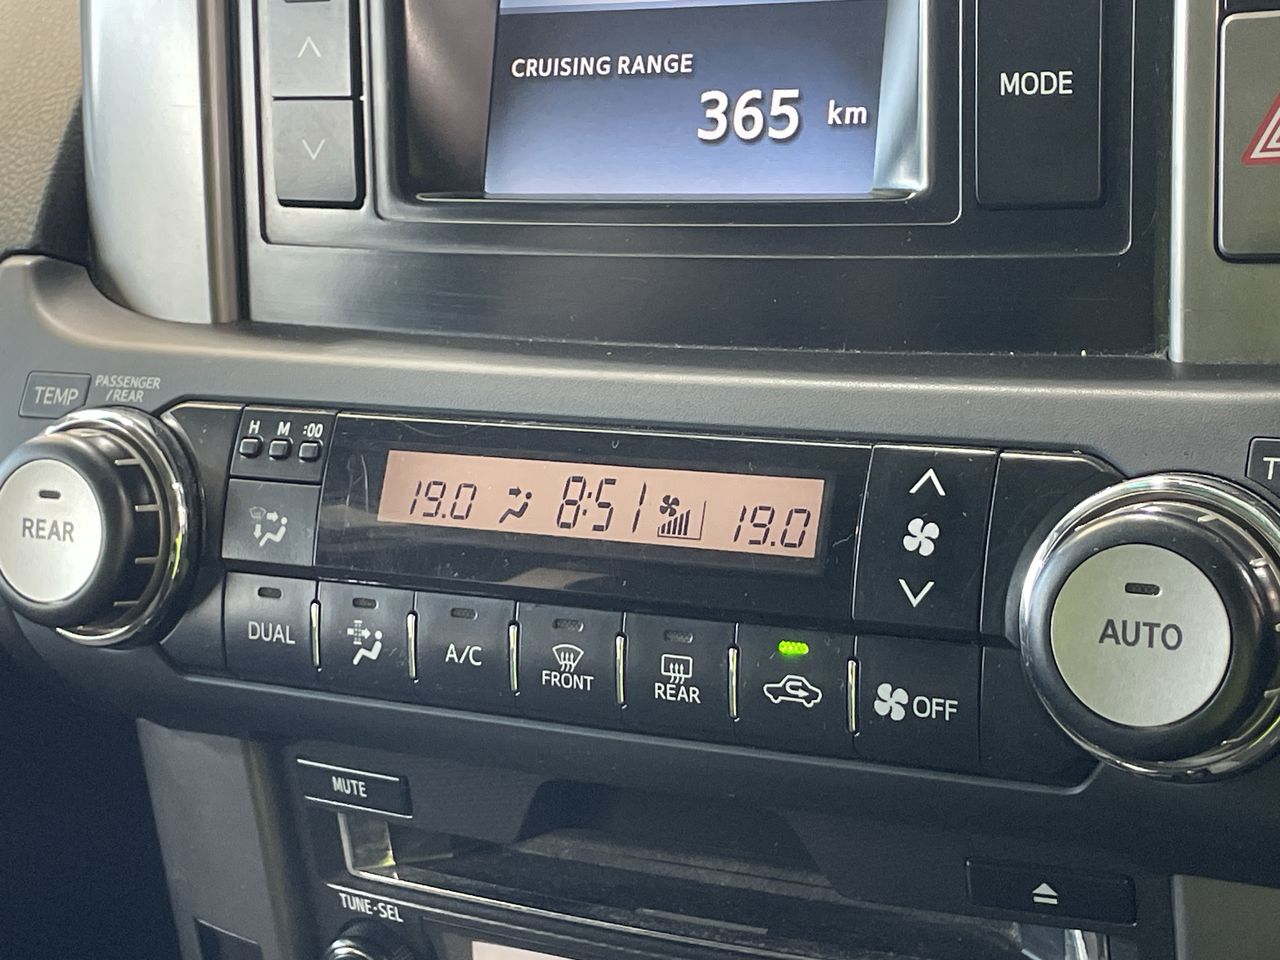 CRUISING RANGE
365 km
MODE
TEMP
PASSENGER
/REAR
H M :00
REAR
19.0 8:51 19.0
AUTO
DUAL
A/C
FRONT
REAR
OFF
MUTE
TUNE·SEL